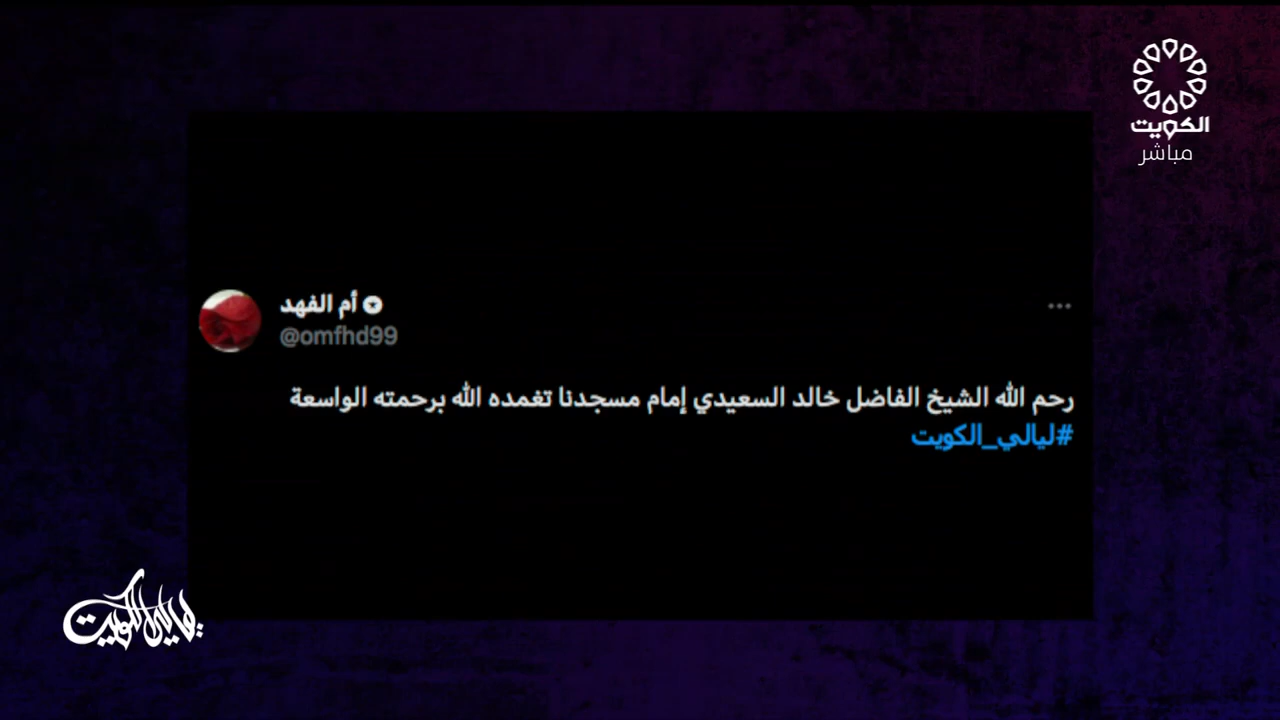 الكويت
مباشر
أم الفهد
@omfhd99
رحم الله الشيخ الفاضل خالد السعيدي إمام مسجدنا تغمده الله برحمته الواسعة
#ليالي_الكويت
ليالي الكويت